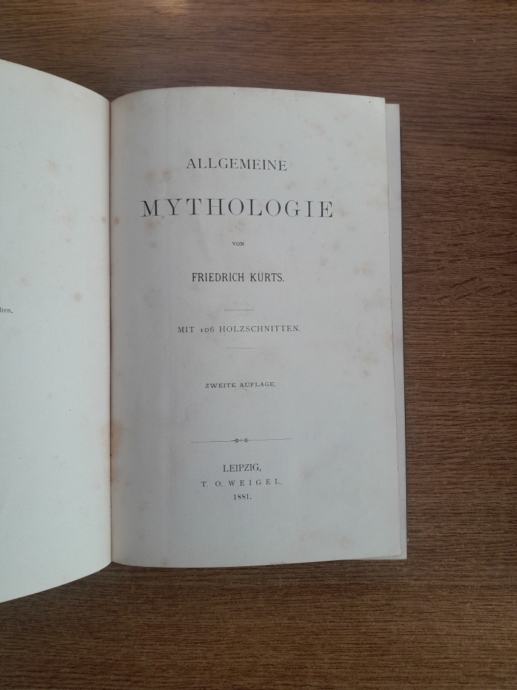 ALLGEMEINE
MYTHOLOGIE
VON
FRIEDRICH KURTS.
MIT 106 HOLZSCHNITTEN.
ZWEITE AUFLAGE.
LEIPZIG,
T. O. WEIGEL.
1881.